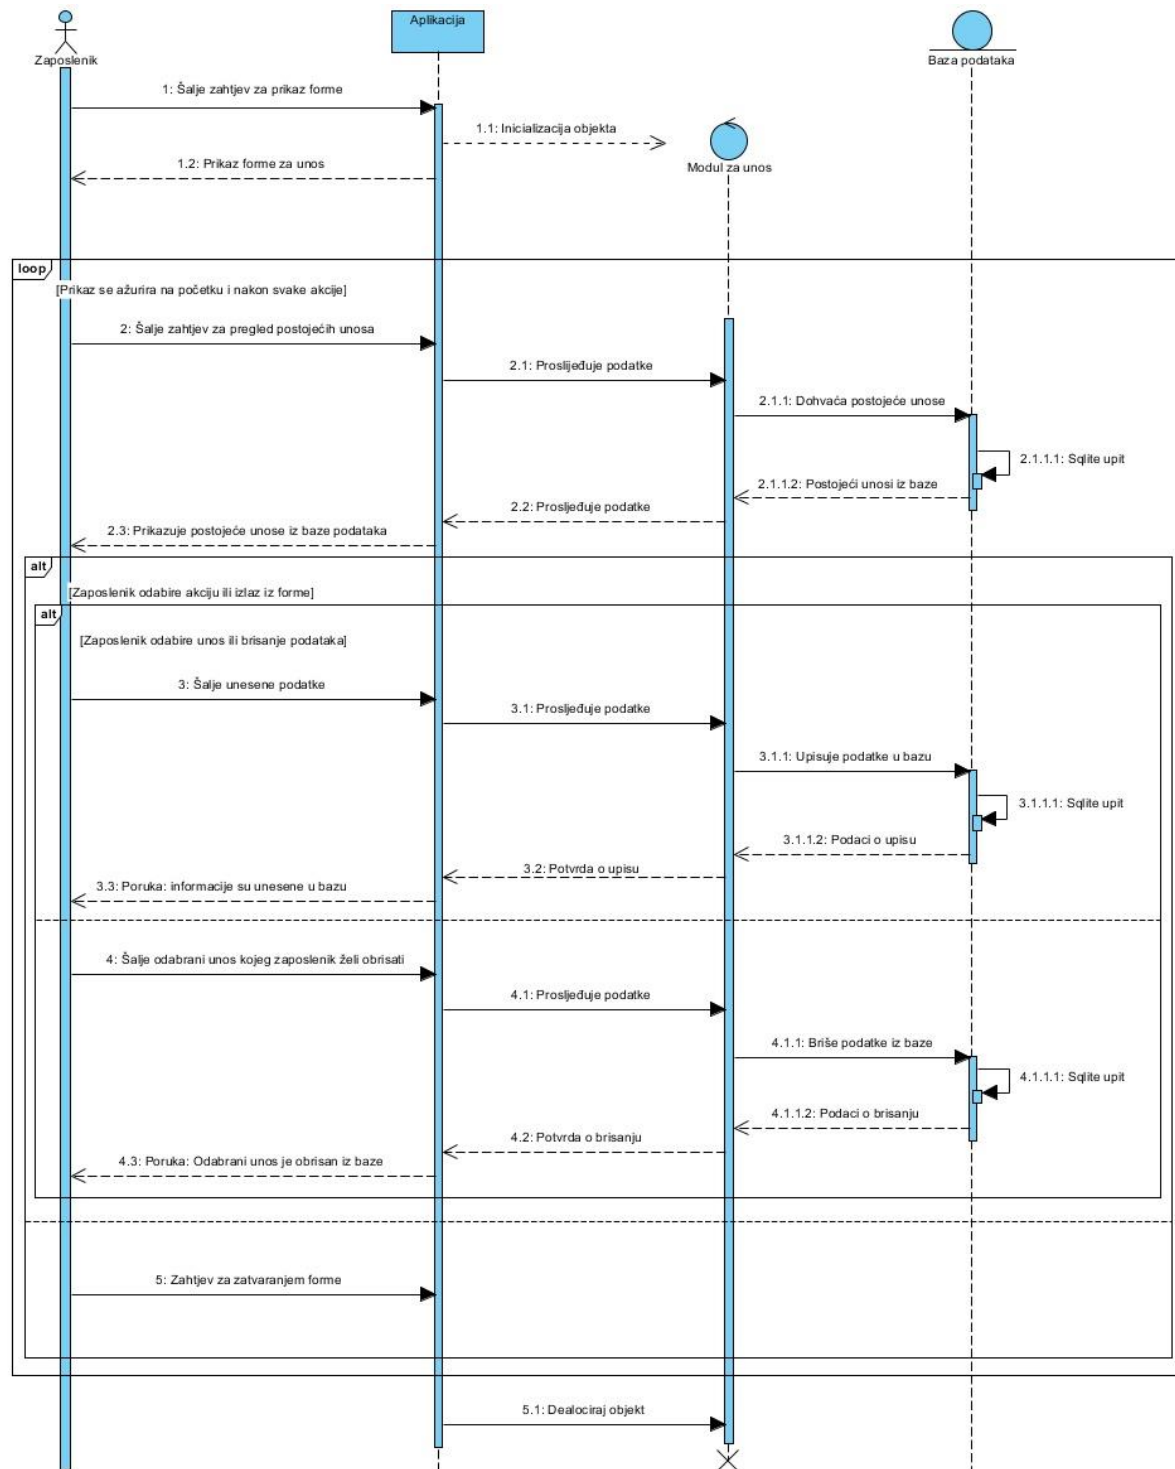 Zaposlenik
Aplikacija
Baza podataka
1: Šalje zahtjev za prikaz forme
1.1: Inicializacija objekta
Modul za unos
1.2: Prikaz forme za unos
loop
[Prikaz se ažurira na početku i nakon svake akcije]
2: Šalje zahtjev za pregled postojećih unosa
2.1: Proslijeđuje podatke
2.1.1: Dohvaća postojeće unose
2.1.1.1: Sqlite upit
2.1.1.2: Postojeći unosi iz baze
2.2: Prosljeđuje podatke
2.3: Prikazuje postojeće unose iz baze podataka
alt
[Zaposlenik odabire akciju ili izlaz iz forme]
alt
[Zaposlenik odabire unos ili brisanje podataka]
3: Šalje unesene podatke
3.1: Prosljeđuje podatke
3.1.1: Upisuje podatke u bazu
3.1.1.1: Sqlite upit
3.1.1.2: Podaci o upisu
3.2: Potvrda o upisu
3.3: Poruka: informacije su unesene u bazu
4: Šalje odabrani unos kojeg zaposlenik želi obrisati
4.1: Prosljeđuje podatke
4.1.1: Briše podatke iz baze
4.1.1.1: Sqlite upit
4.1.1.2: Podaci o brisanju
4.2: Potvrda o brisanju
4.3: Poruka: Odabrani unos je obrisan iz baze
5: Zahtjev za zatvaranjem forme
5.1: Dealociraj objekt